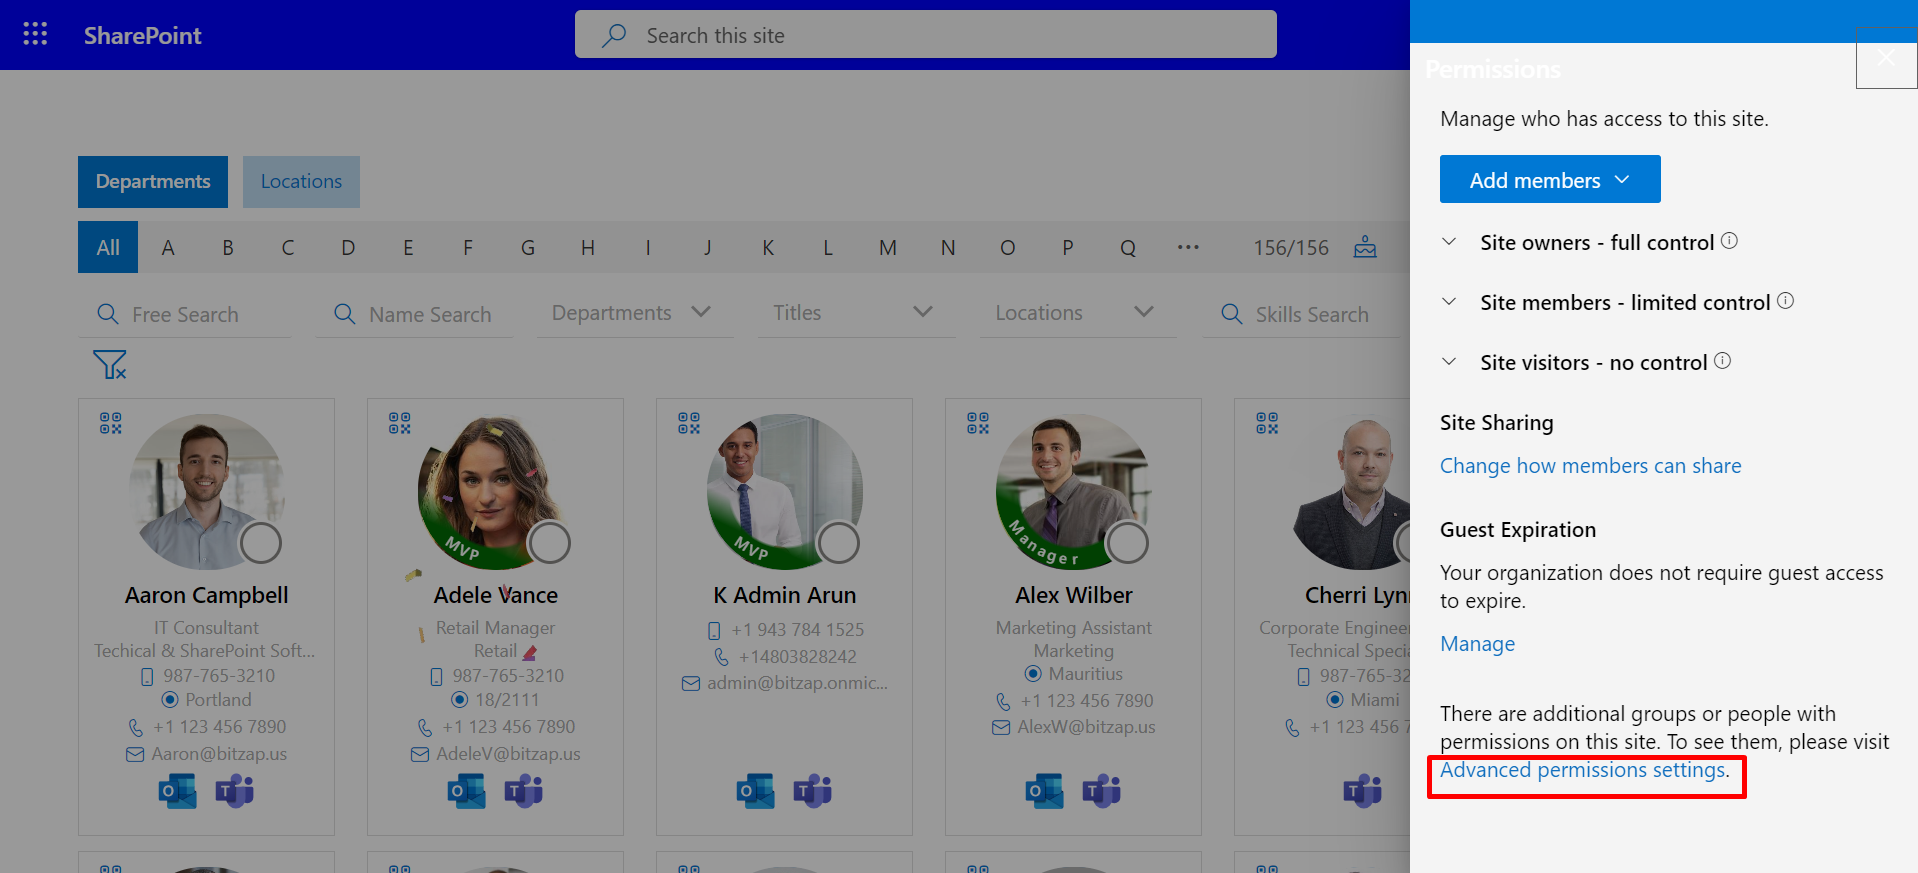 SharePoint
Search this site
Departments
Locations
All A B C D E F G H I J K L M N O P Q ••• 156/156
Free Search
Name Search
Departments
Titles
Locations
Skills Search
MVP
MVP
Manager
Aaron Campbell
IT Consultant
Techical & SharePoint Soft...
987-765-3210
Portland
+1 123 456 7890
Aaron@bitzap.us
Adele Vance
Retail Manager
Retail
987-765-3210
18/2111
+1 123 456 7890
AdeleV@bitzap.us
K Admin Arun
+1 943 784 1525
+14803828242
admin@bitzap.onmic...
Alex Wilber
Marketing Assistant
Marketing
Mauritius
+1 123 456 7890
AlexW@bitzap.us
Cherri Lyn
Corporate Engineer
Technical Specia
987-765-32
Miami
+1 123 456 7
Permissions
Manage who has access to this site.
Add members
Site owners - full control
Site members - limited control
Site visitors - no control
Site Sharing
Change how members can share
Guest Expiration
Your organization does not require guest access
to expire.
Manage
There are additional groups or people with
permissions on this site. To see them, please visit
Advanced permissions settings.